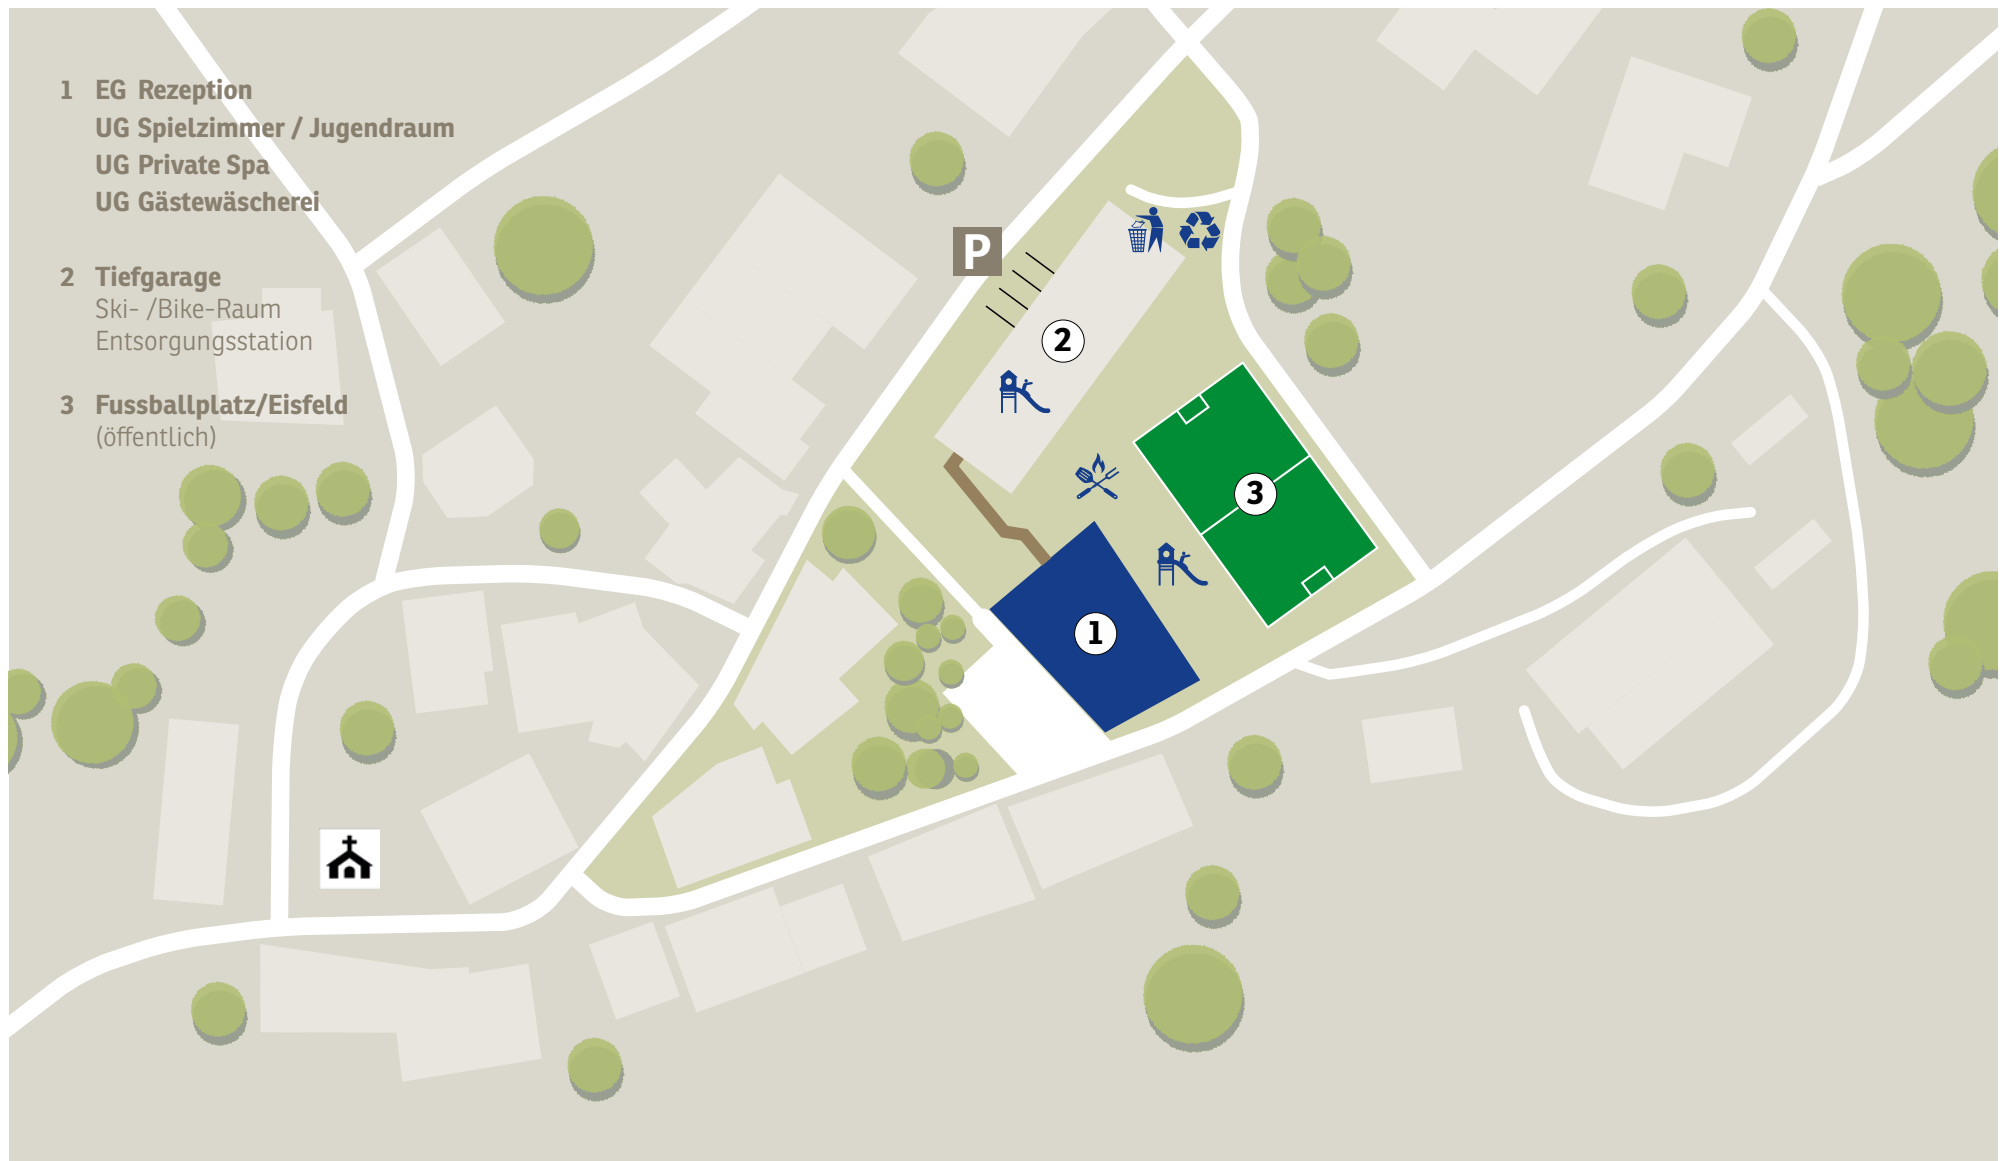 1 EG Rezeption
UG Spielzimmer / Jugendraum
UG Private Spa
UG Gästewäscherei
2 Tiefgarage
Ski- /Bike-Raum
Entsorgungsstation
3 Fussballplatz/Eisfeld
(öffentlich)
P
2
3
1